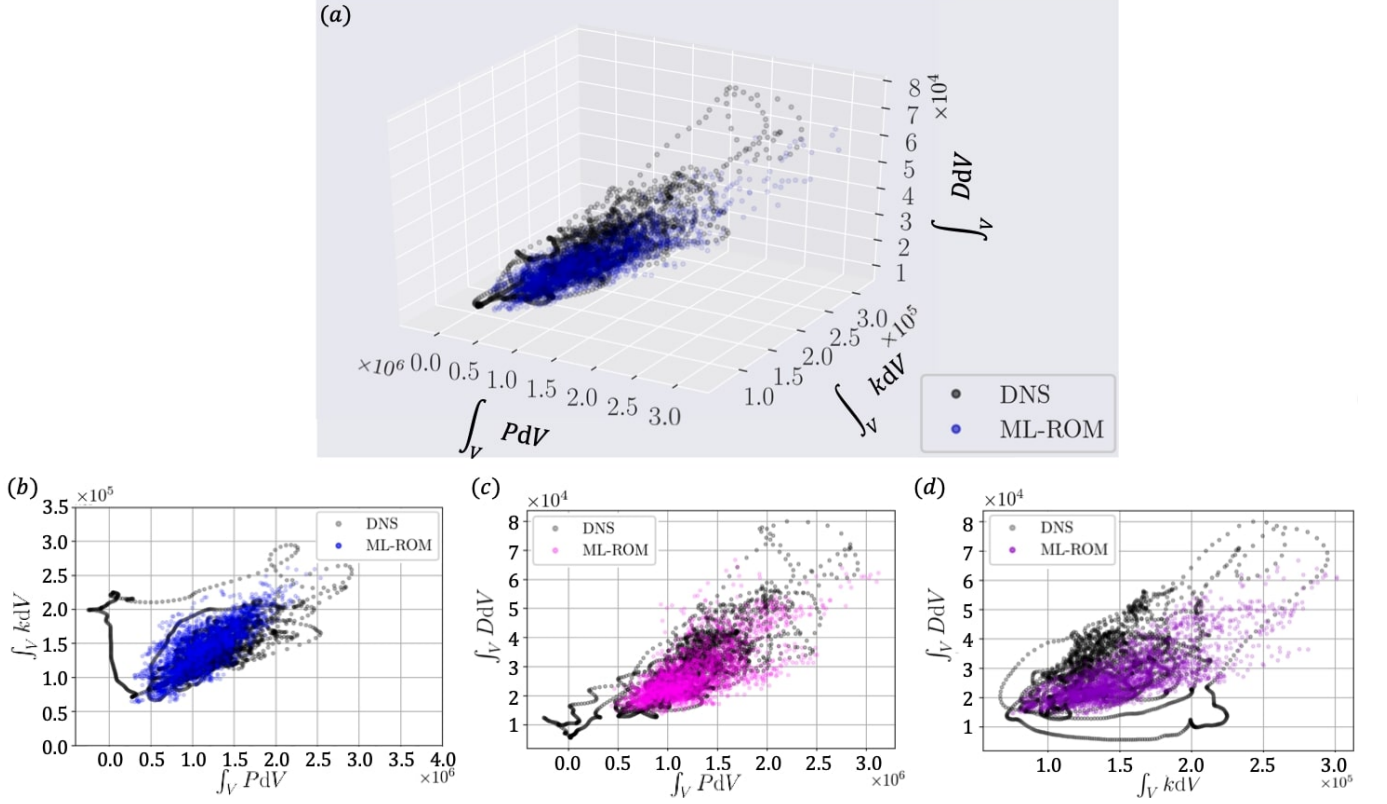 (a)
8
×10⁴
7
6
5
4
3
2
1
∫_V DdV
3.0
×10⁵
2.5
2.0
1.5
1.0
∫_V kdV
×10⁶ 0.0 0.5 1.0 1.5 2.0 2.5 3.0
∫_V PdV
DNS
ML-ROM
(b)
×10⁵
3.5
3.0
2.5
2.0
1.5
1.0
0.5
0.0
∫_V kdV
DNS
ML-ROM
0.0 0.5 1.0 1.5 2.0 2.5 3.0 3.5 4.0
∫_V PdV
×10⁶
(c)
×10⁴
8
7
6
5
4
3
2
1
∫_V DdV
DNS
ML-ROM
0.0 0.5 1.0 1.5 2.0 2.5 3.0
∫_V PdV
×10⁶
(d)
×10⁴
8
7
6
5
4
3
2
1
∫_V DdV
DNS
ML-ROM
1.0 1.5 2.0 2.5 3.0
∫_V kdV
×10⁵